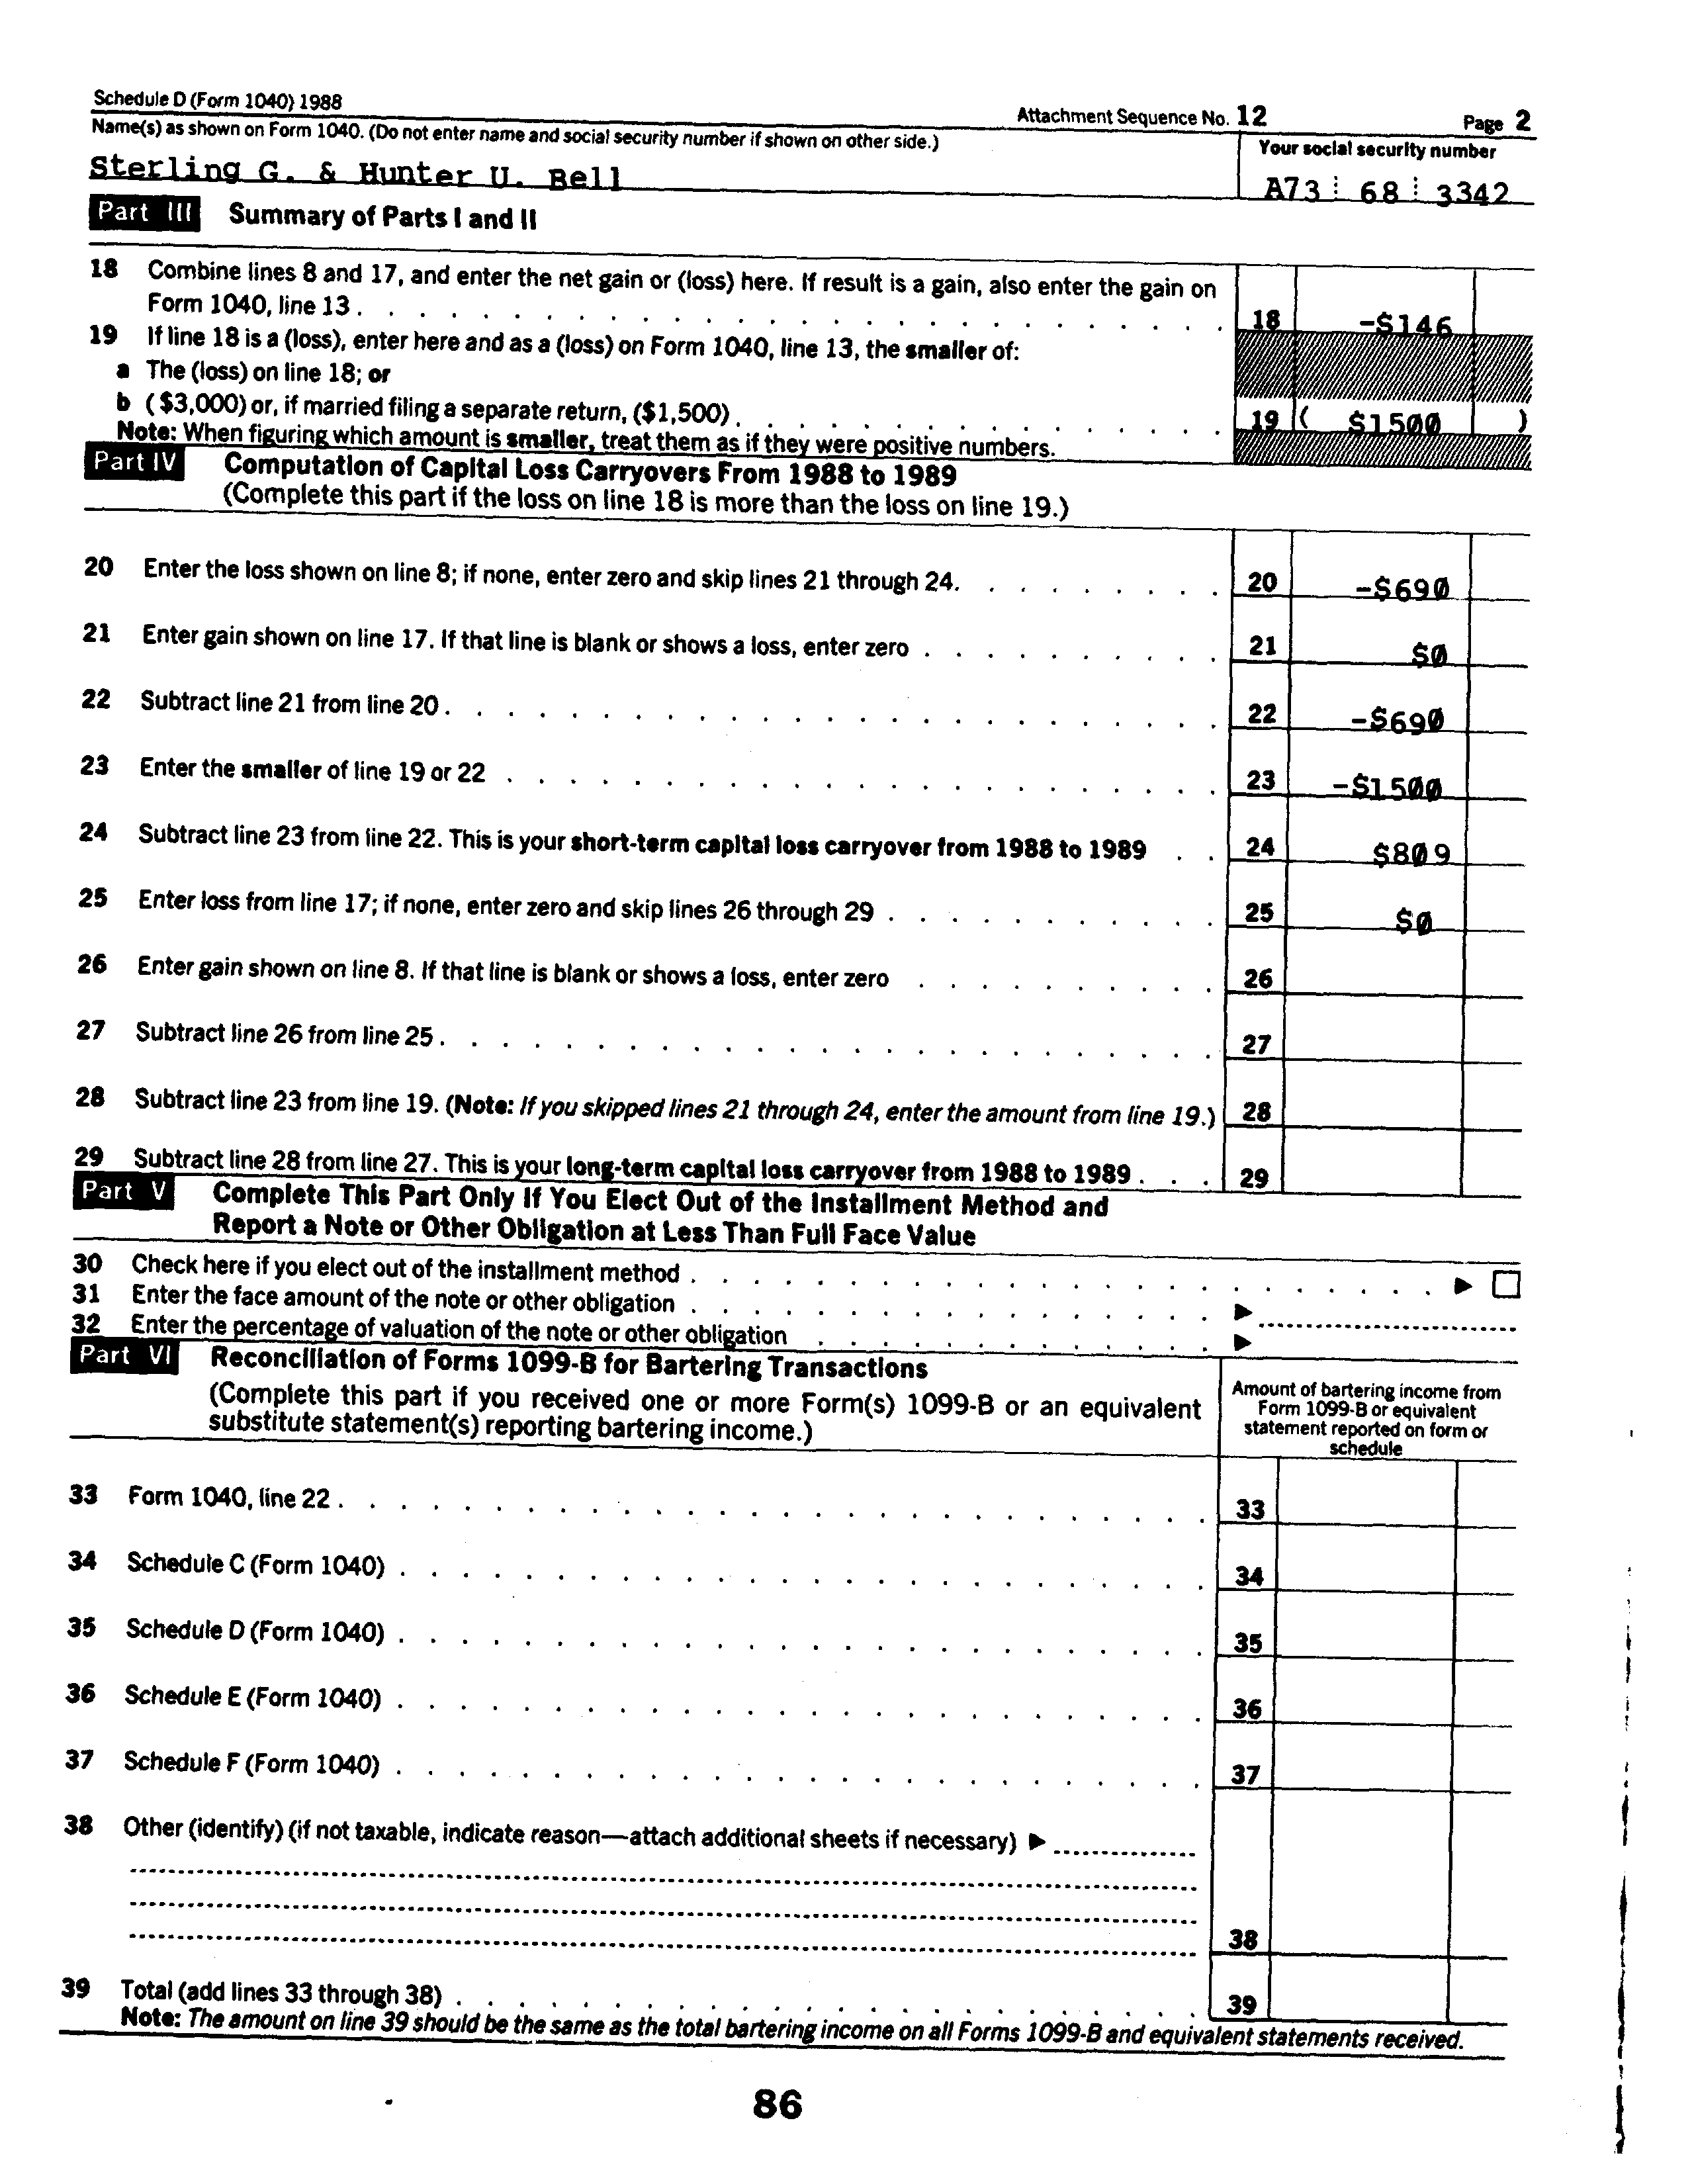 Schedule D (Form 1040) 1988 Attachment Sequence No. 12 Page 2
Name(s) as shown on Form 1040. (Do not enter name and social security number if shown on other side.) Your social security number
Sterling G. & Hunter U. Bell A73 68 3342
Part III Summary of Parts I and II
18 Combine lines 8 and 17, and enter the net gain or (loss) here. If result is a gain, also enter the gain on
Form 1040, line 13 . . . . . . . . . . . . . . . . . . . . . . . . . . . 18 -$146
19 If line 18 is a (loss), enter here and as a (loss) on Form 1040, line 13, the smaller of:
a The (loss) on line 18; or
b ($3,000) or, if married filing a separate return, ($1,500) . . . . . . . . . . . . . . . 19 ( $1500 )
Note: When figuring which amount is smaller, treat them as if they were positive numbers.
Part IV Computation of Capital Loss Carryovers From 1988 to 1989
(Complete this part if the loss on line 18 is more than the loss on line 19.)
20 Enter the loss shown on line 8; if none, enter zero and skip lines 21 through 24. . . . . . . . . 20 -$690
21 Enter gain shown on line 17. If that line is blank or shows a loss, enter zero . . . . . . . . . . 21 $0
22 Subtract line 21 from line 20 . . . . . . . . . . . . . . . . . . . . . . . . . 22 -$690
23 Enter the smaller of line 19 or 22 . . . . . . . . . . . . . . . . . . . . . . . 23 -$1500
24 Subtract line 23 from line 22. This is your short-term capital loss carryover from 1988 to 1989 . . 24 $809
25 Enter loss from line 17; if none, enter zero and skip lines 26 through 29 . . . . . . . . . . . 25 $0
26 Enter gain shown on line 8. If that line is blank or shows a loss, enter zero . . . . . . . . . . 26
27 Subtract line 26 from line 25 . . . . . . . . . . . . . . . . . . . . . . . . . 27
28 Subtract line 23 from line 19. (Note: If you skipped lines 21 through 24, enter the amount from line 19.) 28
29 Subtract line 28 from line 27. This is your long-term capital loss carryover from 1988 to 1989 . . . 29
Part V Complete This Part Only If You Elect Out of the Installment Method and
Report a Note or Other Obligation at Less Than Full Face Value
30 Check here if you elect out of the installment method . . . . . . . . . . . . . . . . . . . . . . . . ▶ ☐
31 Enter the face amount of the note or other obligation . . . . . . . . . . . . . . . . . ▶
32 Enter the percentage of valuation of the note or other obligation . . . . . . . . . . . . . ▶
Part VI Reconciliation of Forms 1099-B for Bartering Transactions
(Complete this part if you received one or more Form(s) 1099-B or an equivalent
substitute statement(s) reporting bartering income.)
Amount of bartering income from
Form 1099-B or equivalent
statement reported on form or
schedule
33 Form 1040, line 22 . . . . . . . . . . . . . . . . . . . . . . . . . . . . 33
34 Schedule C (Form 1040) . . . . . . . . . . . . . . . . . . . . . . . . . . 34
35 Schedule D (Form 1040) . . . . . . . . . . . . . . . . . . . . . . . . . . 35
36 Schedule E (Form 1040) . . . . . . . . . . . . . . . . . . . . . . . . . . 36
37 Schedule F (Form 1040) . . . . . . . . . . . . . . . . . . . . . . . . . . 37
38 Other (identify) (if not taxable, indicate reason—attach additional sheets if necessary) ▶
38
39 Total (add lines 33 through 38) . . . . . . . . . . . . . . . . . . . . . . . . 39
Note: The amount on line 39 should be the same as the total bartering income on all Forms 1099-B and equivalent statements received.
86